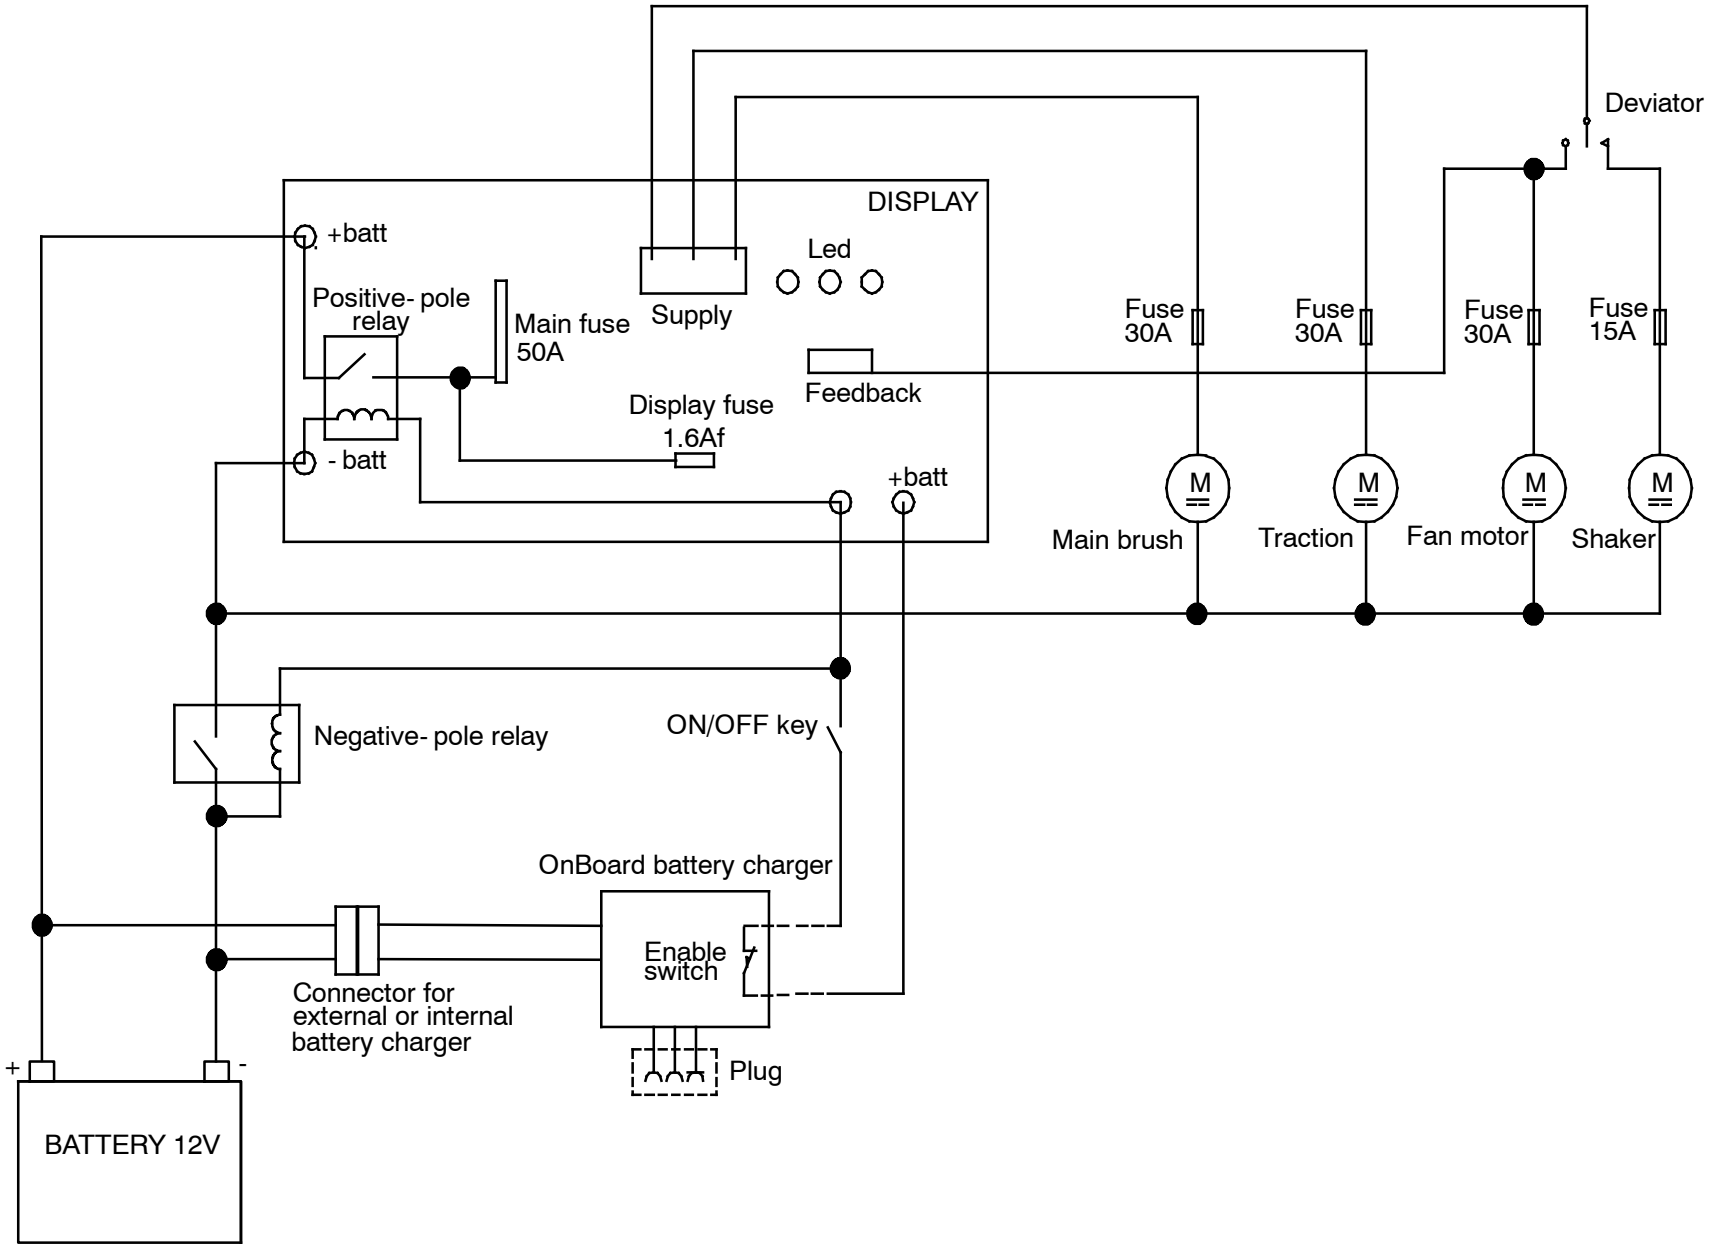 Deviator
DISPLAY
+batt
Led
Positive- pole
relay
Main fuse
50A
Supply
Fuse
30A
Fuse
30A
Fuse
30A
Fuse
15A
Feedback
Display fuse
1.6Af
- batt
+batt
M
M
M
M
Main brush
Traction
Fan motor
Shaker
Negative- pole relay
ON/OFF key
OnBoard battery charger
Enable
switch
Connector for
external or internal
battery charger
Plug
+
-
BATTERY 12V